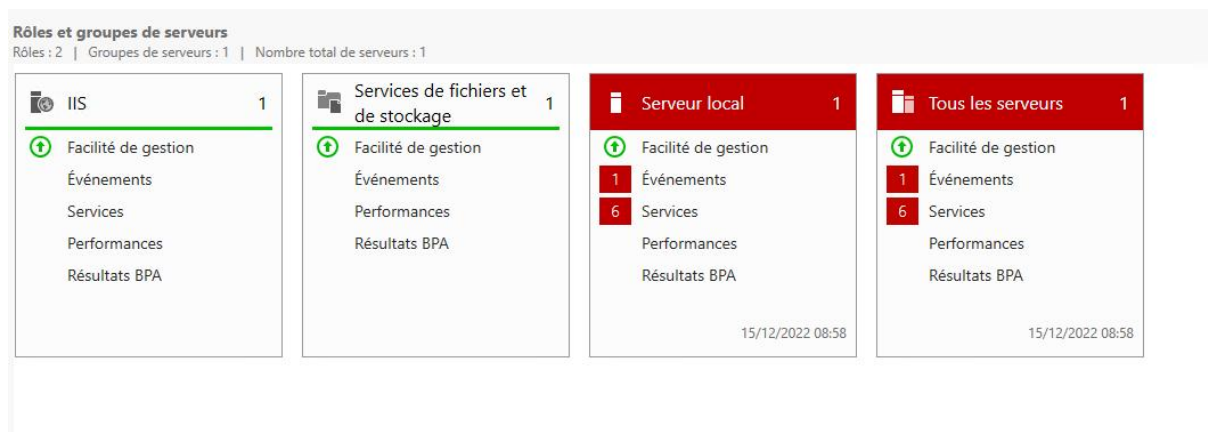 Rôles et groupes de serveurs
Rôles : 2 | Groupes de serveurs : 1 | Nombre total de serveurs : 1
IIS 1
Facilité de gestion
Événements
Services
Performances
Résultats BPA
Services de fichiers et
de stockage 1
Facilité de gestion
Événements
Performances
Résultats BPA
Serveur local 1
Facilité de gestion
1 Événements
6 Services
Performances
Résultats BPA
15/12/2022 08:58
Tous les serveurs 1
Facilité de gestion
1 Événements
6 Services
Performances
Résultats BPA
15/12/2022 08:58